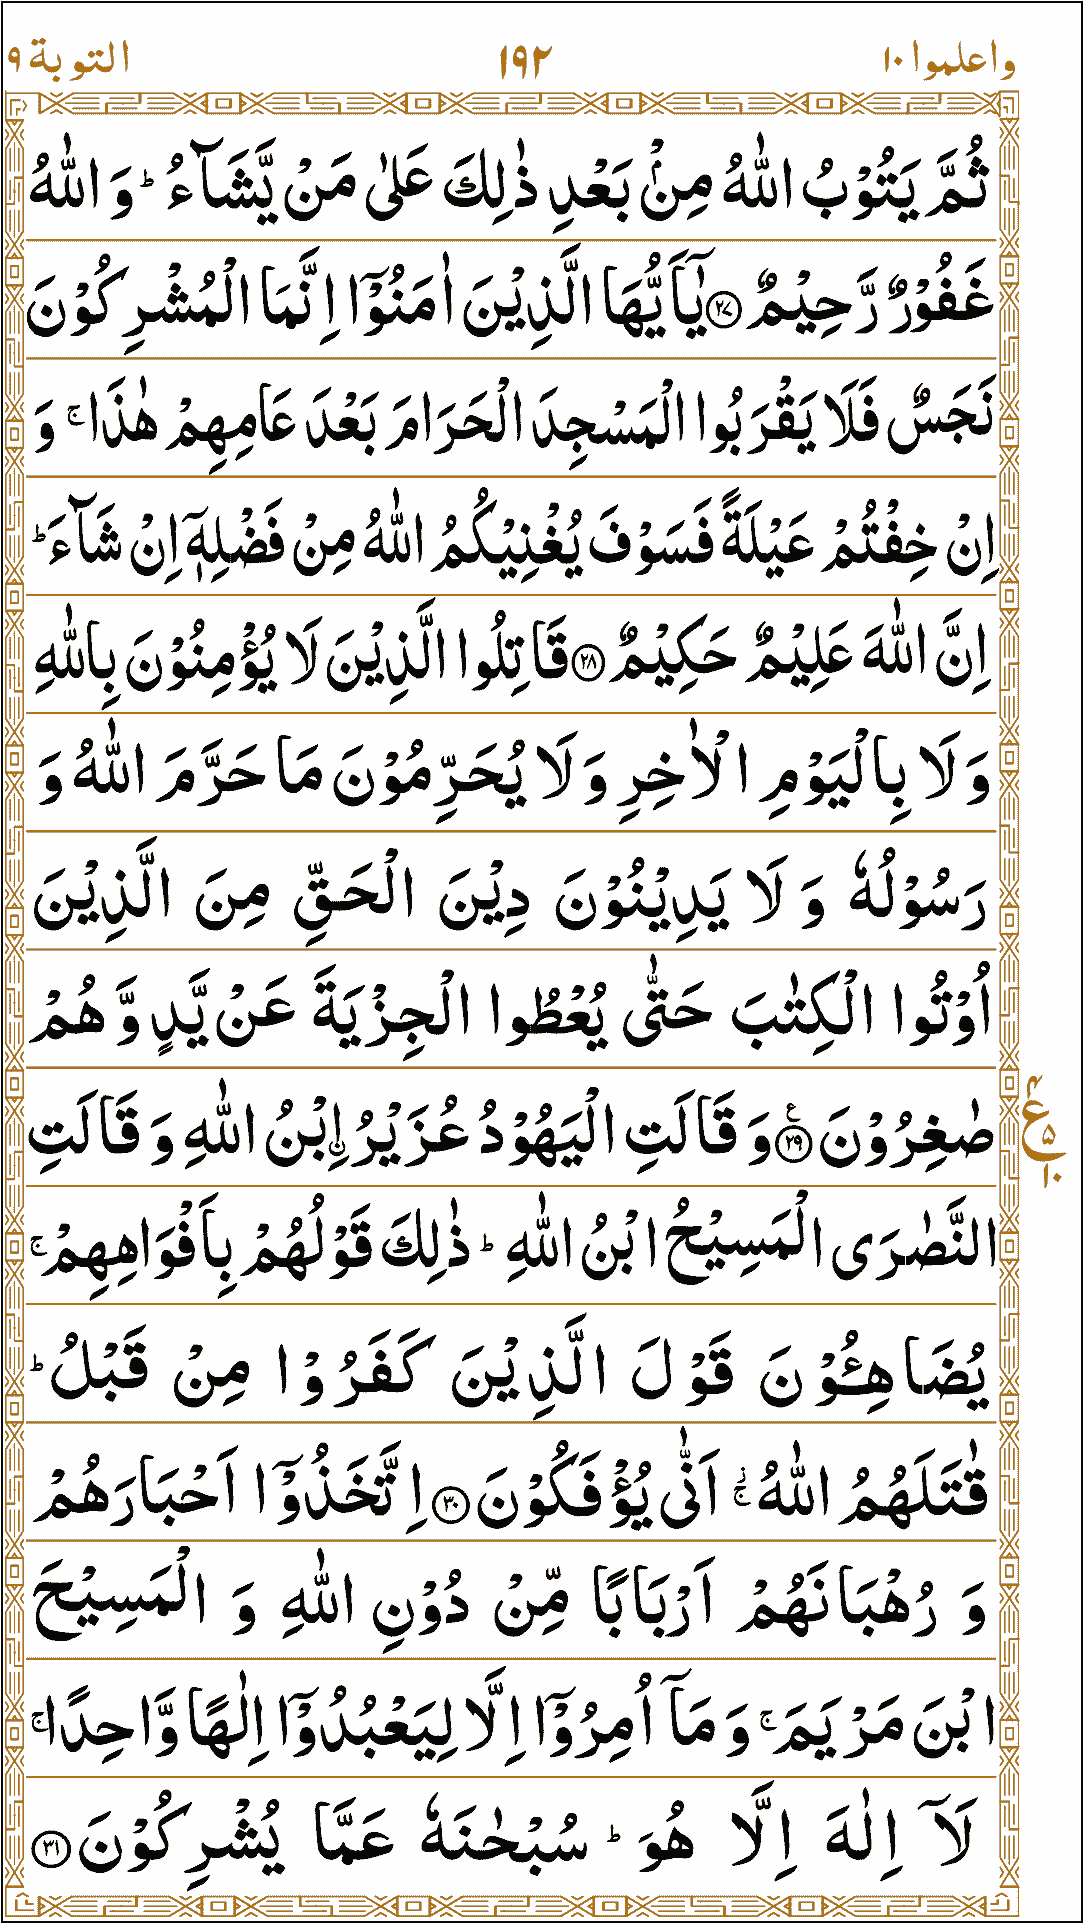 واعلموا ١٠ ١٩٢ التوبة ٩
ثُمَّ يَتُوْبُ اللّٰهُ مِنْۢ بَعْدِ ذٰلِكَ عَلٰى مَنْ يَّشَآءُ ؕ وَ اللّٰهُ
غَفُوْرٌ رَّحِيْمٌ ﴿٢٧﴾ يٰۤاَيُّهَا الَّذِيْنَ اٰمَنُوْۤا اِنَّمَا الْمُشْرِكُوْنَ
نَجَسٌ فَلَا يَقْرَبُوا الْمَسْجِدَ الْحَرَامَ بَعْدَ عَامِهِمْ هٰذَا ۚ وَ
اِنْ خِفْتُمْ عَيْلَةً فَسَوْفَ يُغْنِيْكُمُ اللّٰهُ مِنْ فَضْلِهٖۤ اِنْ شَآءَ ؕ
اِنَّ اللّٰهَ عَلِيْمٌ حَكِيْمٌ ﴿٢٨﴾ قَاتِلُوا الَّذِيْنَ لَا يُؤْمِنُوْنَ بِاللّٰهِ
وَلَا بِالْيَوْمِ الْاٰخِرِ وَلَا يُحَرِّمُوْنَ مَا حَرَّمَ اللّٰهُ وَ
رَسُوْلُهٗ وَلَا يَدِيْنُوْنَ دِيْنَ الْحَقِّ مِنَ الَّذِيْنَ
اُوْتُوا الْكِتٰبَ حَتّٰى يُعْطُوا الْجِزْيَةَ عَنْ يَّدٍ وَّهُمْ
صٰغِرُوْنَ ﴿٢٩﴾ ع وَ قَالَتِ الْيَهُوْدُ عُزَيْرُ ۨ ابْنُ اللّٰهِ وَ قَالَتِ
ع ٤ ٥ ١٠
النَّصٰرَى الْمَسِيْحُ ابْنُ اللّٰهِ ؕ ذٰلِكَ قَوْلُهُمْ بِاَفْوَاهِهِمْ ۚ
يُضَاهِـُٔوْنَ قَوْلَ الَّذِيْنَ كَفَرُوْا مِنْ قَبْلُ ؕ
قٰتَلَهُمُ اللّٰهُ ۚ۫ اَنّٰى يُؤْفَكُوْنَ ﴿٣٠﴾ اِتَّخَذُوْۤا اَحْبَارَهُمْ
وَ رُهْبَانَهُمْ اَرْبَابًا مِّنْ دُوْنِ اللّٰهِ وَ الْمَسِيْحَ
ابْنَ مَرْيَمَ ۚ وَ مَاۤ اُمِرُوْۤا اِلَّا لِيَعْبُدُوْۤا اِلٰهًا وَّاحِدًا ۚ
لَاۤ اِلٰهَ اِلَّا هُوَ ؕ سُبْحٰنَهٗ عَمَّا يُشْرِكُوْنَ ﴿٣١﴾